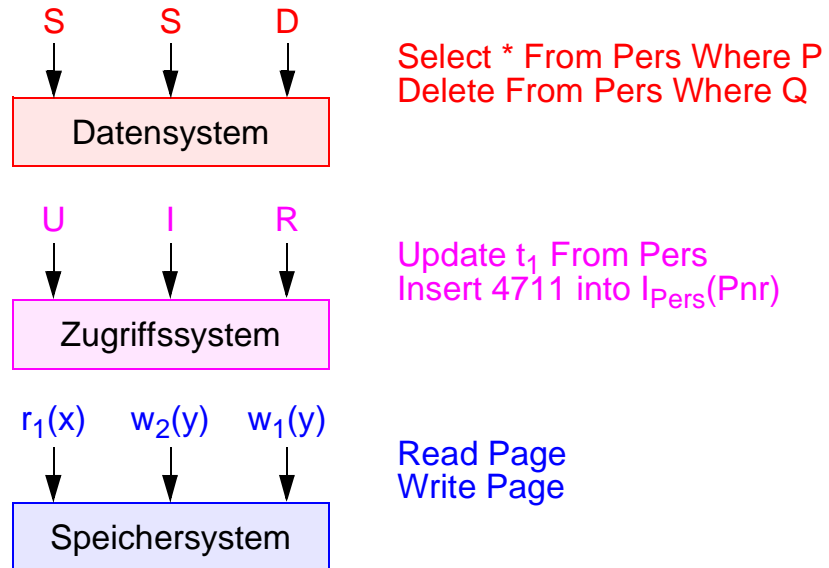 S S D
Select * From Pers Where P
Delete From Pers Where Q
Datensystem
U I R
Update t₁ From Pers
Insert 4711 into I_Pers(Pnr)
Zugriffssystem
r₁(x) w₂(y) w₁(y)
Read Page
Write Page
Speichersystem